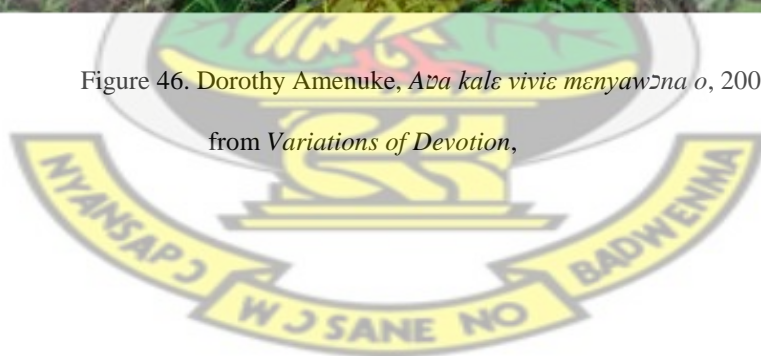 Figure 46. Dorothy Amenuke, Aʋa kalɛ viviɛ mɛnyawɔna o, 200
from Variations of Devotion,
NYANSAPƆ WƆSANE NO BADWENMA